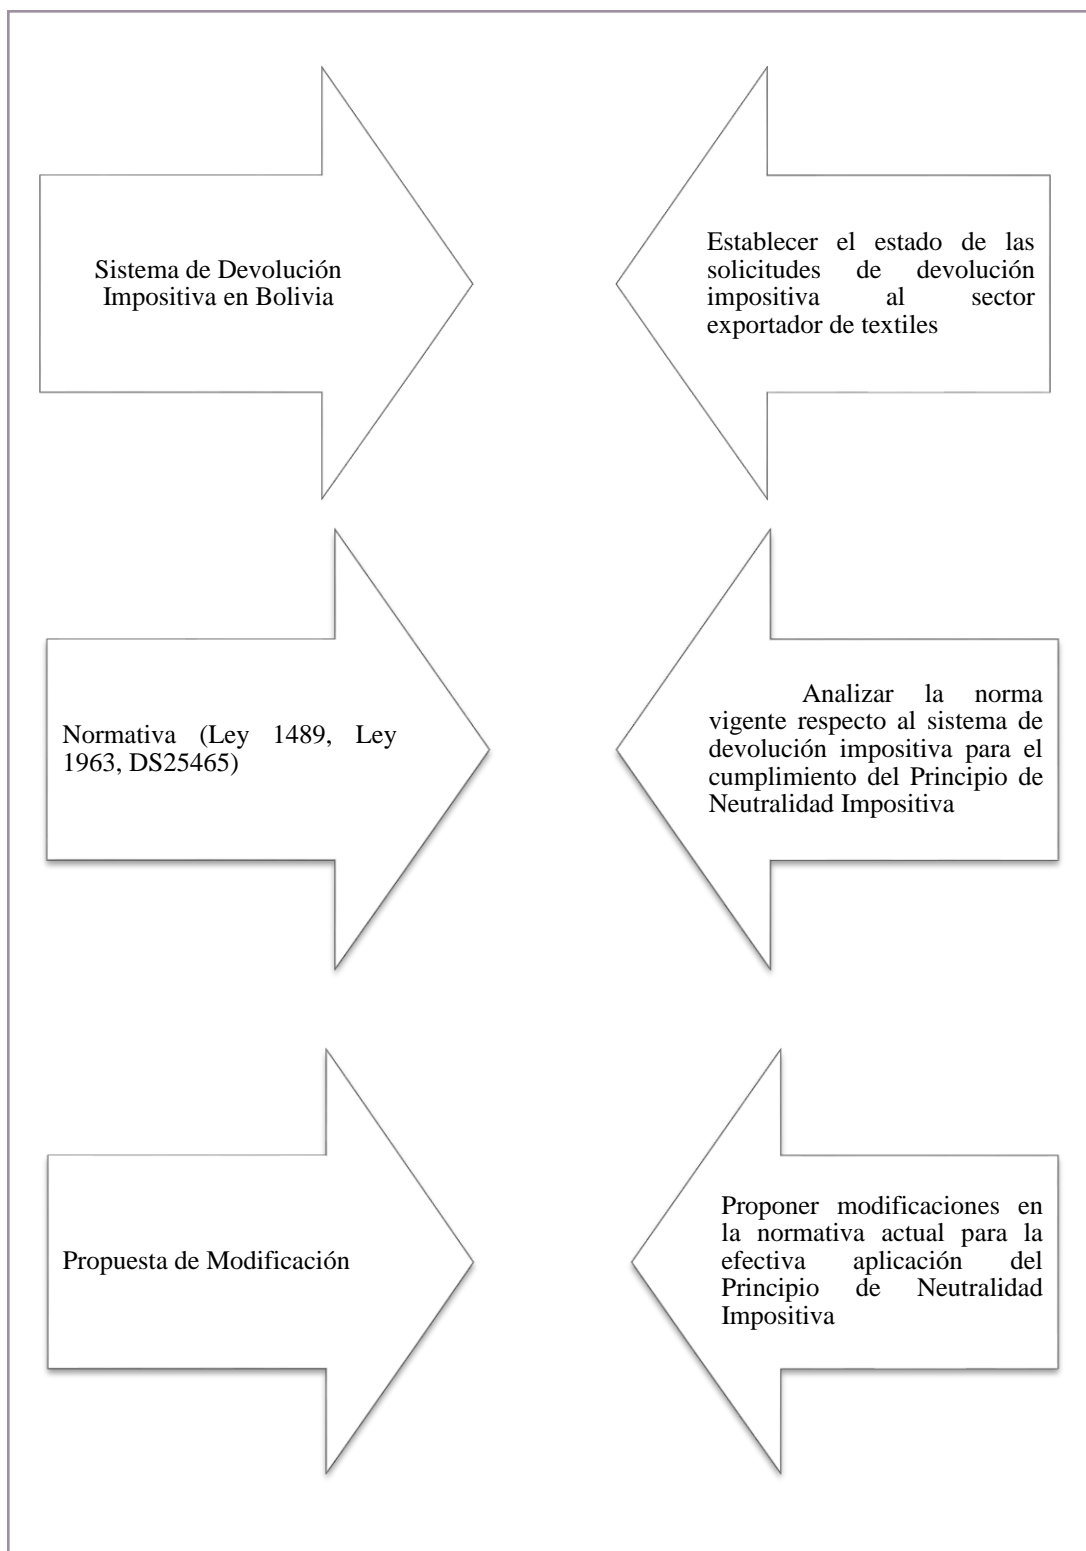 Sistema de Devolución
Impositiva en Bolivia
Establecer el estado de las
solicitudes de devolución
impositiva al sector
exportador de textiles
Normativa (Ley 1489, Ley
1963, DS25465)
Analizar la norma
vigente respecto al sistema de
devolución impositiva para el
cumplimiento del Principio de
Neutralidad Impositiva
Propuesta de Modificación
Proponer modificaciones en
la normativa actual para la
efectiva aplicación del
Principio de Neutralidad
Impositiva